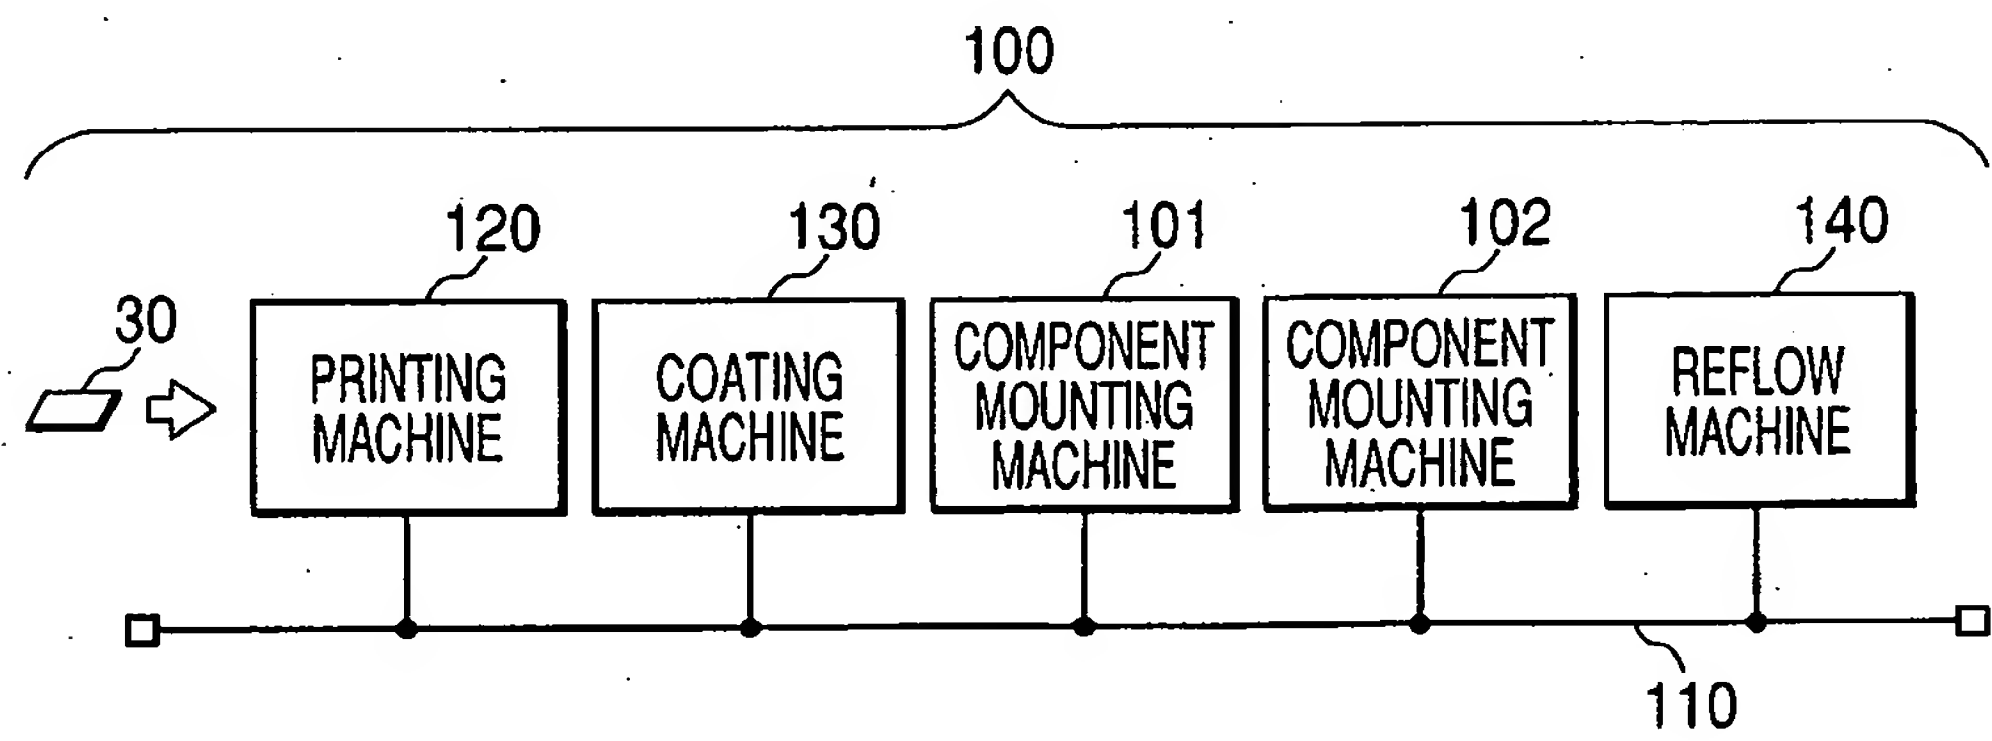 100
120
130
101
102
140
30
PRINTING
MACHINE
COATING
MACHINE
COMPONENT
MOUNTING
MACHINE
COMPONENT
MOUNTING
MACHINE
REFLOW
MACHINE
110